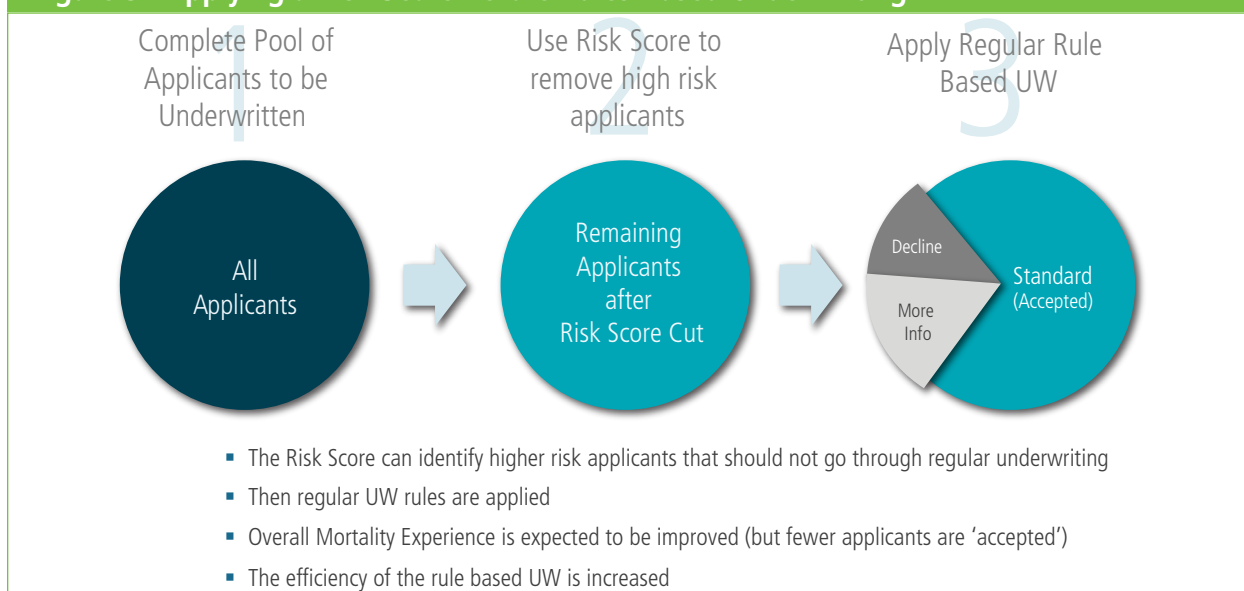 Complete Pool of
Applicants to be
Underwritten
1
Use Risk Score to
remove high risk
applicants
2
Apply Regular Rule
Based UW
3
All
Applicants
Remaining
Applicants
after
Risk Score Cut
Decline
More
Info
Standard
(Accepted)
▪ The Risk Score can identify higher risk applicants that should not go through regular underwriting
▪ Then regular UW rules are applied
▪ Overall Mortality Experience is expected to be improved (but fewer applicants are ‘accepted’)
▪ The efficiency of the rule based UW is increased